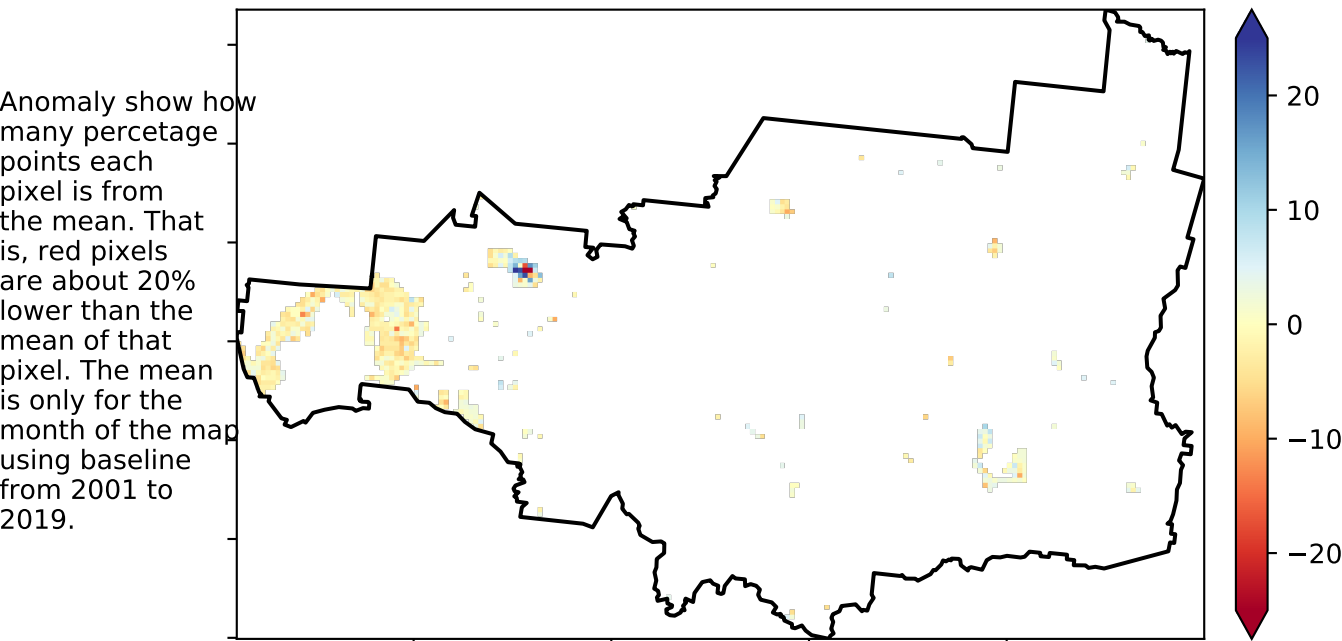 Anomaly show how
many percetage
points each
pixel is from
the mean. That
is, red pixels
are about 20%
lower than the
mean of that
pixel. The mean
is only for the
month of the map
using baseline
from 2001 to
2019.
20
10
0
−10
−20